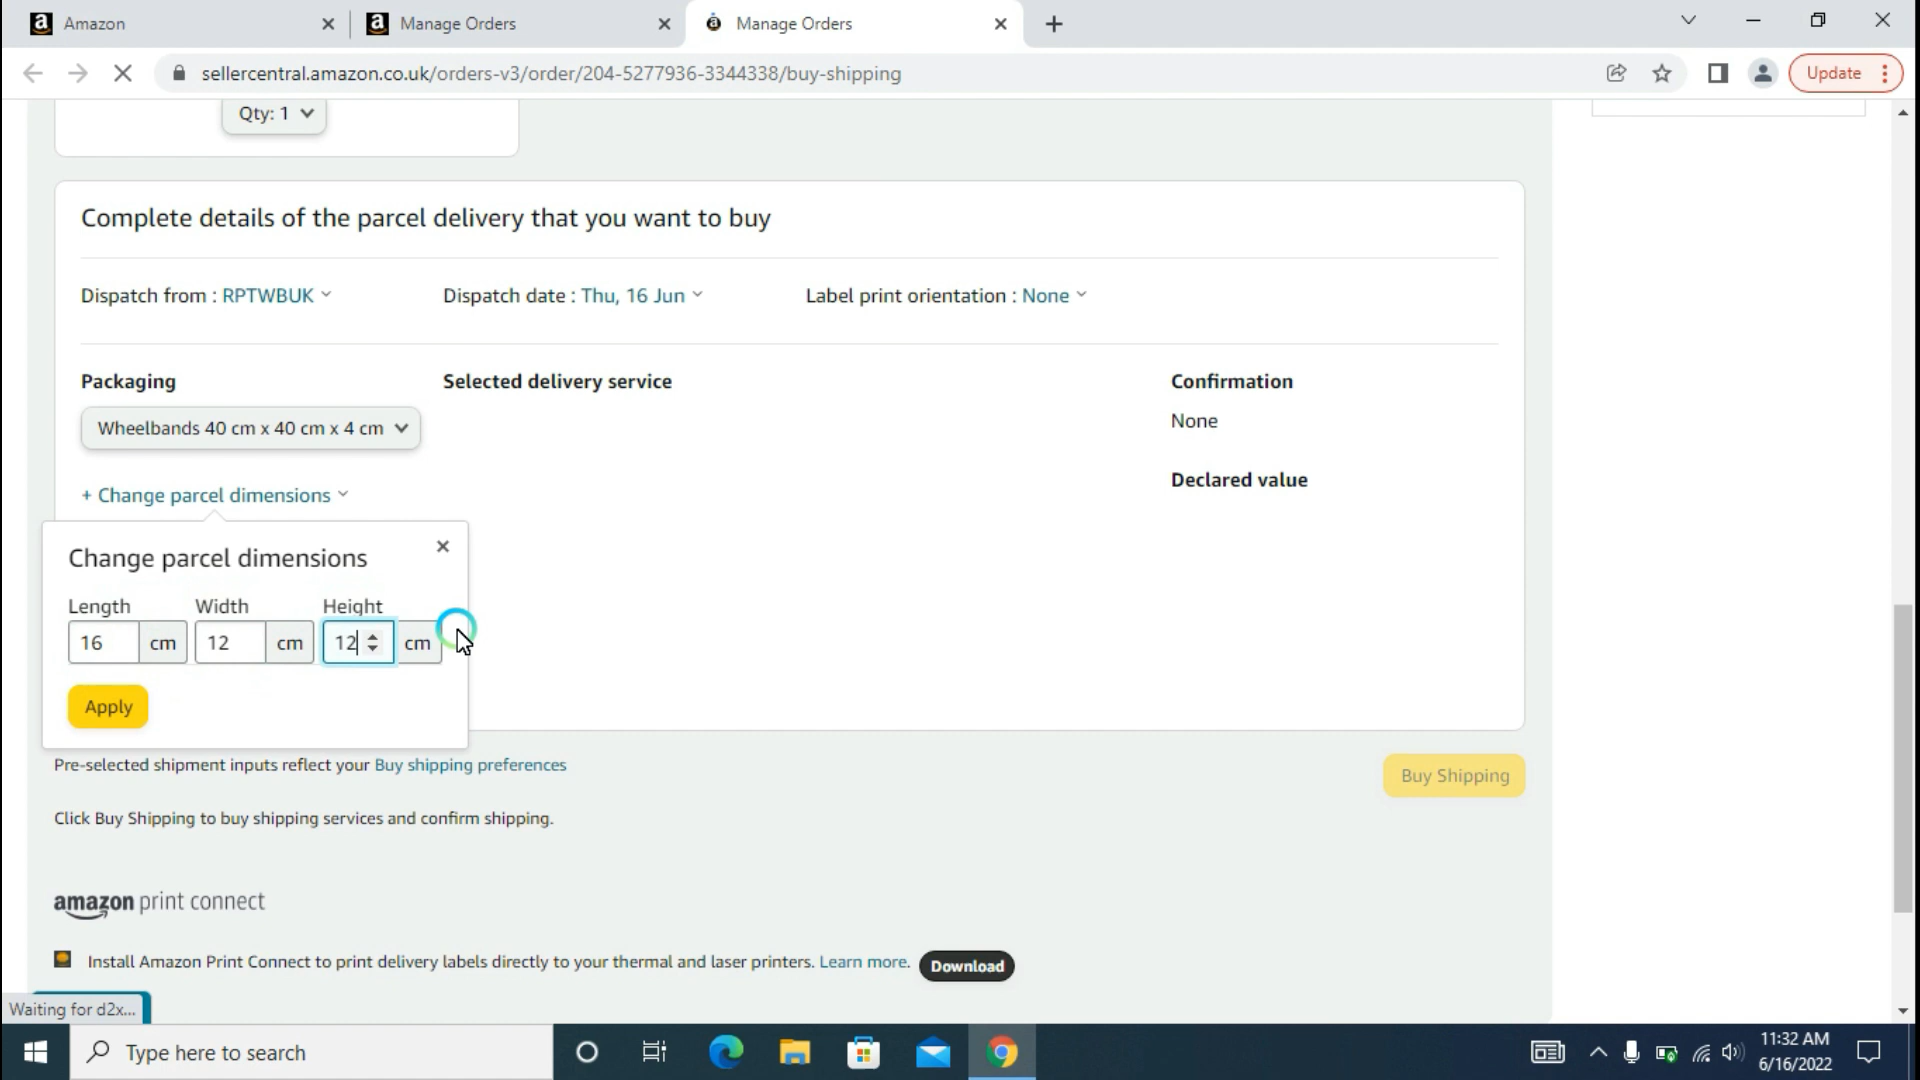 Amazon
Manage Orders
Manage Orders
sellercentral.amazon.co.uk/orders-v3/order/204-5277936-3344338/buy-shipping
Update
Qty: 1
Complete details of the parcel delivery that you want to buy
Dispatch from : RPTWBUK
Dispatch date : Thu, 16 Jun
Label print orientation : None
Packaging
Selected delivery service
Confirmation
Wheelbands 40 cm x 40 cm x 4 cm
None
Declared value
+ Change parcel dimensions
Change parcel dimensions
Length Width Height
16 cm 12 cm 12 cm
Apply
Pre-selected shipment inputs reflect your Buy shipping preferences
Buy Shipping
Click Buy Shipping to buy shipping services and confirm shipping.
amazon print connect
Install Amazon Print Connect to print delivery labels directly to your thermal and laser printers. Learn more. Download
Waiting for d2x...
Type here to search
11:32 AM
6/16/2022